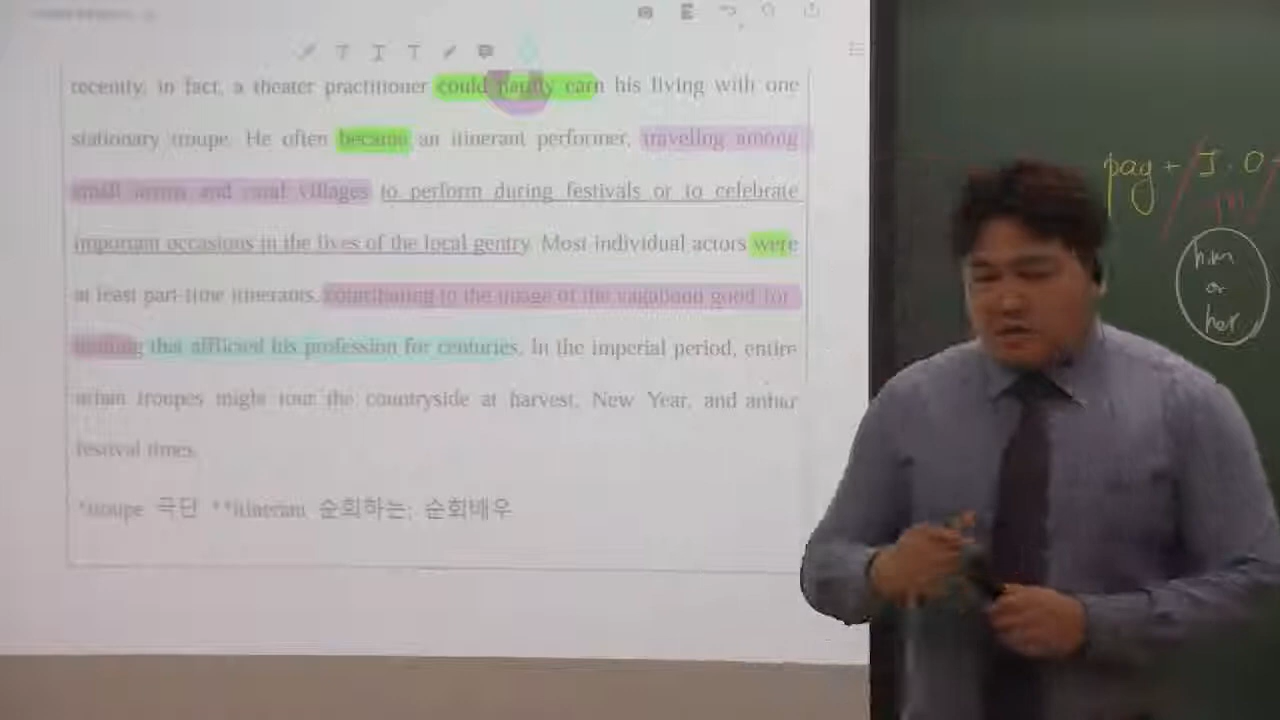 recently, in fact, a theater practitioner could hardly earn his living with one
stationary troupe. He often became an itinerant performer, traveling among
small towns and rural villages to perform during festivals or to celebrate
important occasions in the lives of the local gentry. Most individual actors were
at least part-time itinerants, contributing to the image of the vagabond good for
nothing that afflicted his profession for centuries. In the imperial period, entire
urban troupes might tour the countryside at harvest, New Year, and other
festival times.
*troupe 극단 **itinerant 순회하는; 순회배우
pay + I.O
him
or
her